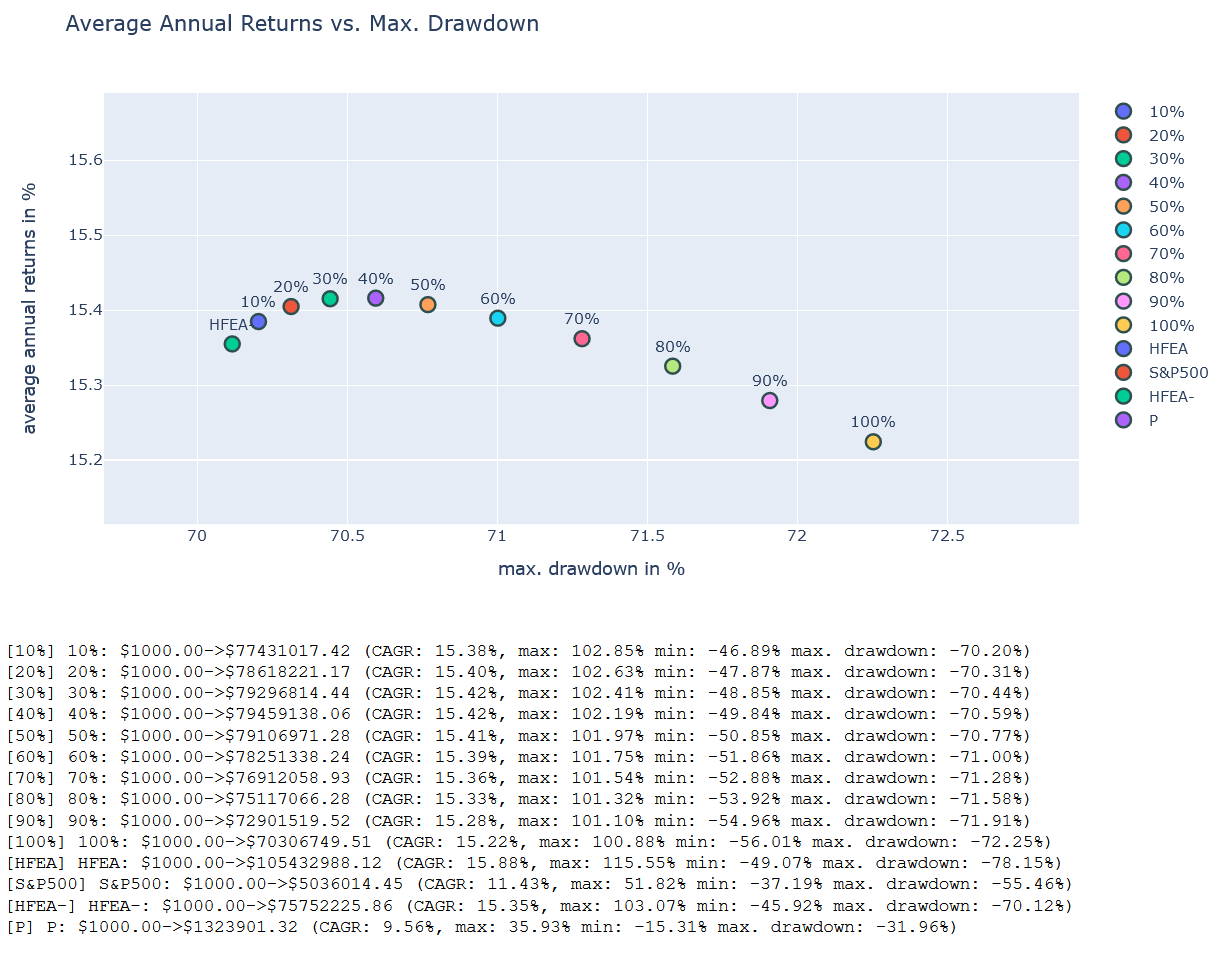 Average Annual Returns vs. Max. Drawdown
average annual returns in %
15.6
15.5
15.4
15.3
15.2
HFEA-
10%
20%
30%
40%
50%
60%
70%
80%
90%
100%
70
70.5
71
71.5
72
72.5
max. drawdown in %
10%
20%
30%
40%
50%
60%
70%
80%
90%
100%
HFEA
S&P500
HFEA-
P
[10%] 10%: $1000.00->$77431017.42 (CAGR: 15.38%, max: 102.85% min: -46.89% max. drawdown: -70.20%)
[20%] 20%: $1000.00->$78618221.17 (CAGR: 15.40%, max: 102.63% min: -47.87% max. drawdown: -70.31%)
[30%] 30%: $1000.00->$79296814.44 (CAGR: 15.42%, max: 102.41% min: -48.85% max. drawdown: -70.44%)
[40%] 40%: $1000.00->$79459138.06 (CAGR: 15.42%, max: 102.19% min: -49.84% max. drawdown: -70.59%)
[50%] 50%: $1000.00->$79106971.28 (CAGR: 15.41%, max: 101.97% min: -50.85% max. drawdown: -70.77%)
[60%] 60%: $1000.00->$78251338.24 (CAGR: 15.39%, max: 101.75% min: -51.86% max. drawdown: -71.00%)
[70%] 70%: $1000.00->$76912058.93 (CAGR: 15.36%, max: 101.54% min: -52.88% max. drawdown: -71.28%)
[80%] 80%: $1000.00->$75117066.28 (CAGR: 15.33%, max: 101.32% min: -53.92% max. drawdown: -71.58%)
[90%] 90%: $1000.00->$72901519.52 (CAGR: 15.28%, max: 101.10% min: -54.96% max. drawdown: -71.91%)
[100%] 100%: $1000.00->$70306749.51 (CAGR: 15.22%, max: 100.88% min: -56.01% max. drawdown: -72.25%)
[HFEA] HFEA: $1000.00->$105432988.12 (CAGR: 15.88%, max: 115.55% min: -49.07% max. drawdown: -78.15%)
[S&P500] S&P500: $1000.00->$5036014.45 (CAGR: 11.43%, max: 51.82% min: -37.19% max. drawdown: -55.46%)
[HFEA-] HFEA-: $1000.00->$75752225.86 (CAGR: 15.35%, max: 103.07% min: -45.92% max. drawdown: -70.12%)
[P] P: $1000.00->$1323901.32 (CAGR: 9.56%, max: 35.93% min: -15.31% max. drawdown: -31.96%)